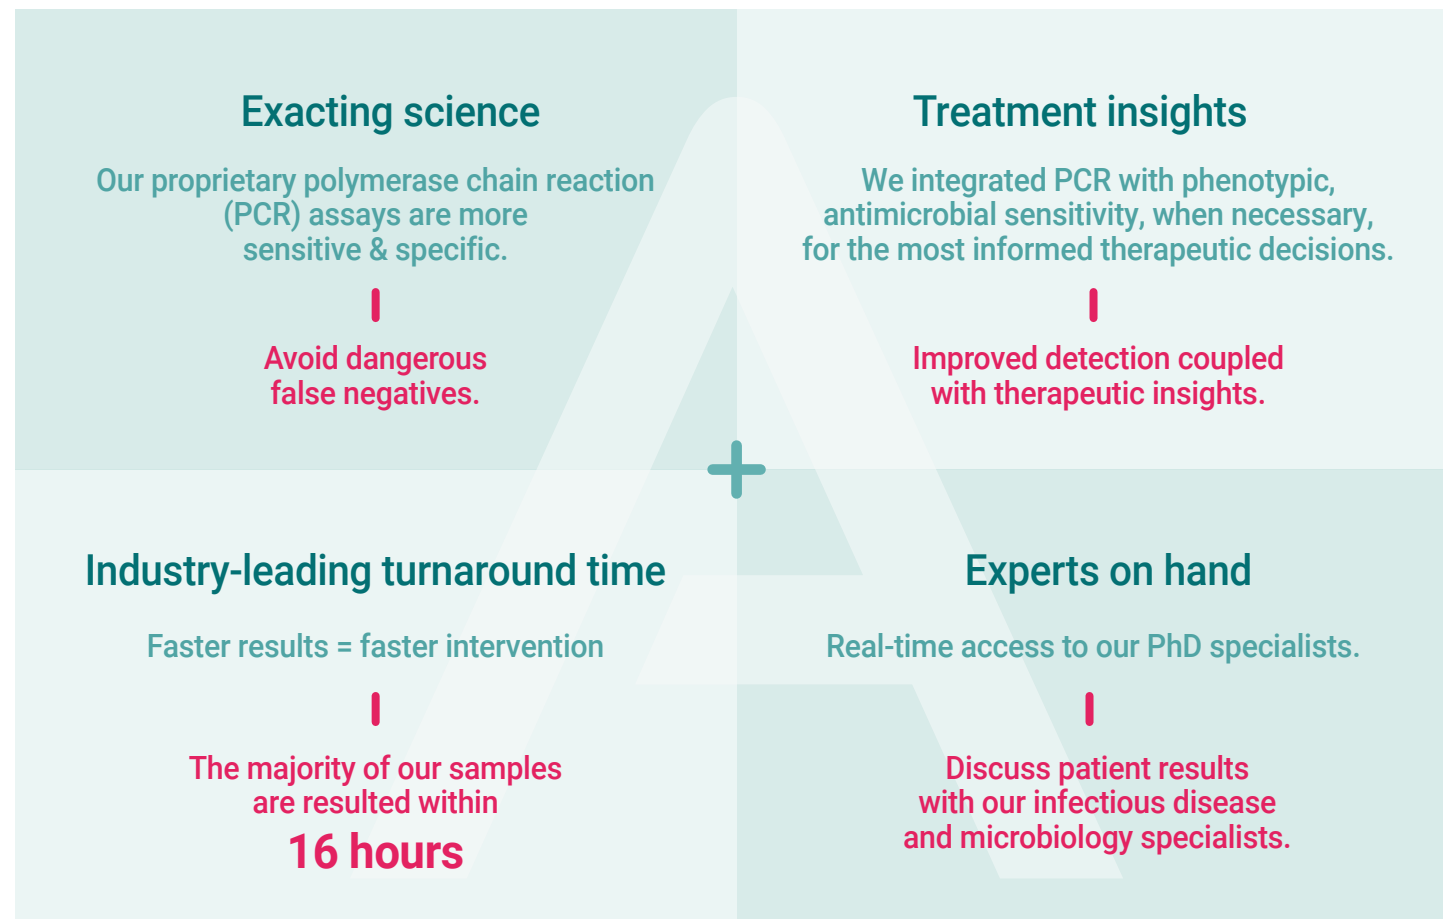 Exacting science
Our proprietary polymerase chain reaction
(PCR) assays are more
sensitive & specific.
Avoid dangerous
false negatives.
Treatment insights
We integrated PCR with phenotypic,
antimicrobial sensitivity, when necessary,
for the most informed therapeutic decisions.
Improved detection coupled
with therapeutic insights.
Industry-leading turnaround time
Faster results = faster intervention
The majority of our samples
are resulted within
16 hours
Experts on hand
Real-time access to our PhD specialists.
Discuss patient results
with our infectious disease
and microbiology specialists.